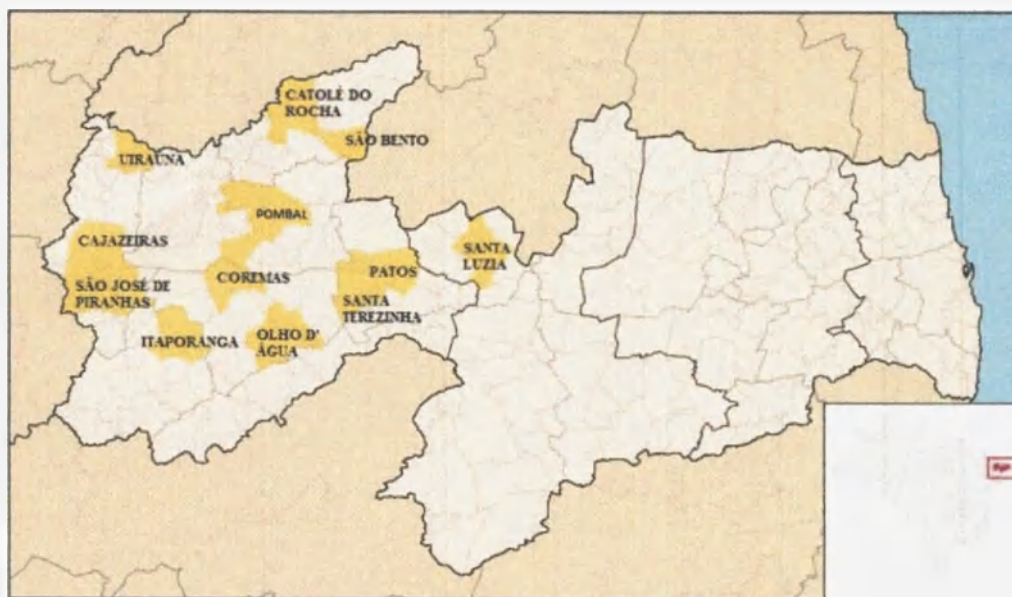 CATOLÉ DO
ROCHA
SÃO BENTO
UIRAUNA
POMBAL
CAJAZEIRAS
SANTA
LUZIA
PATOS
COREMAS
SÃO JOSÉ DE
PIRANHAS
SANTA
TEREZINHA
ITAPORANGA
OLHO D'
ÁGUA